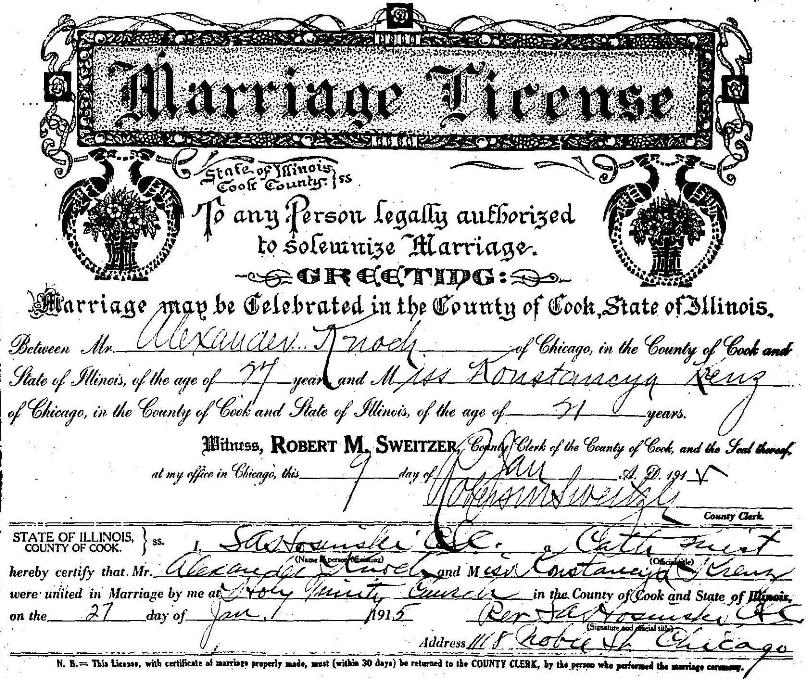 Marriage License
State of Illinois,
Cook County. } ss
To any Person legally authorized
to solemnize Marriage.
GREETING:
Marriage may be Celebrated in the County of Cook, State of Illinois.
Between Mr. Alexander Knoch of Chicago, in the County of Cook and
State of Illinois, of the age of 27 years and Miss Konstancya Kenz
of Chicago, in the County of Cook and State of Illinois, of the age of 21 years.
Witness, ROBERT M. SWEITZER, County Clerk of the County of Cook, and the Seal thereof,
at my office in Chicago, this 9 day of Jan A. D. 191
Robert M Sweitzer
County Clerk.
STATE OF ILLINOIS,
COUNTY OF COOK. } ss. I, C.S.C. a Cath
(Official title)
hereby certify that Mr. Alexander Knoch and Miss Konstancya Krenz
were united in Marriage by me at Holy Trinity Church in the County of Cook and State of Illinois,
on the 27 day of Jan. 1915 Rev. C.S.C.
(Signature and official title)
Address 1118 Noble St. Chicago
N. B.— This License, with certificate of marriage properly made, must (within 30 days) be returned to the COUNTY CLERK, by the person who performed the marriage ceremony.